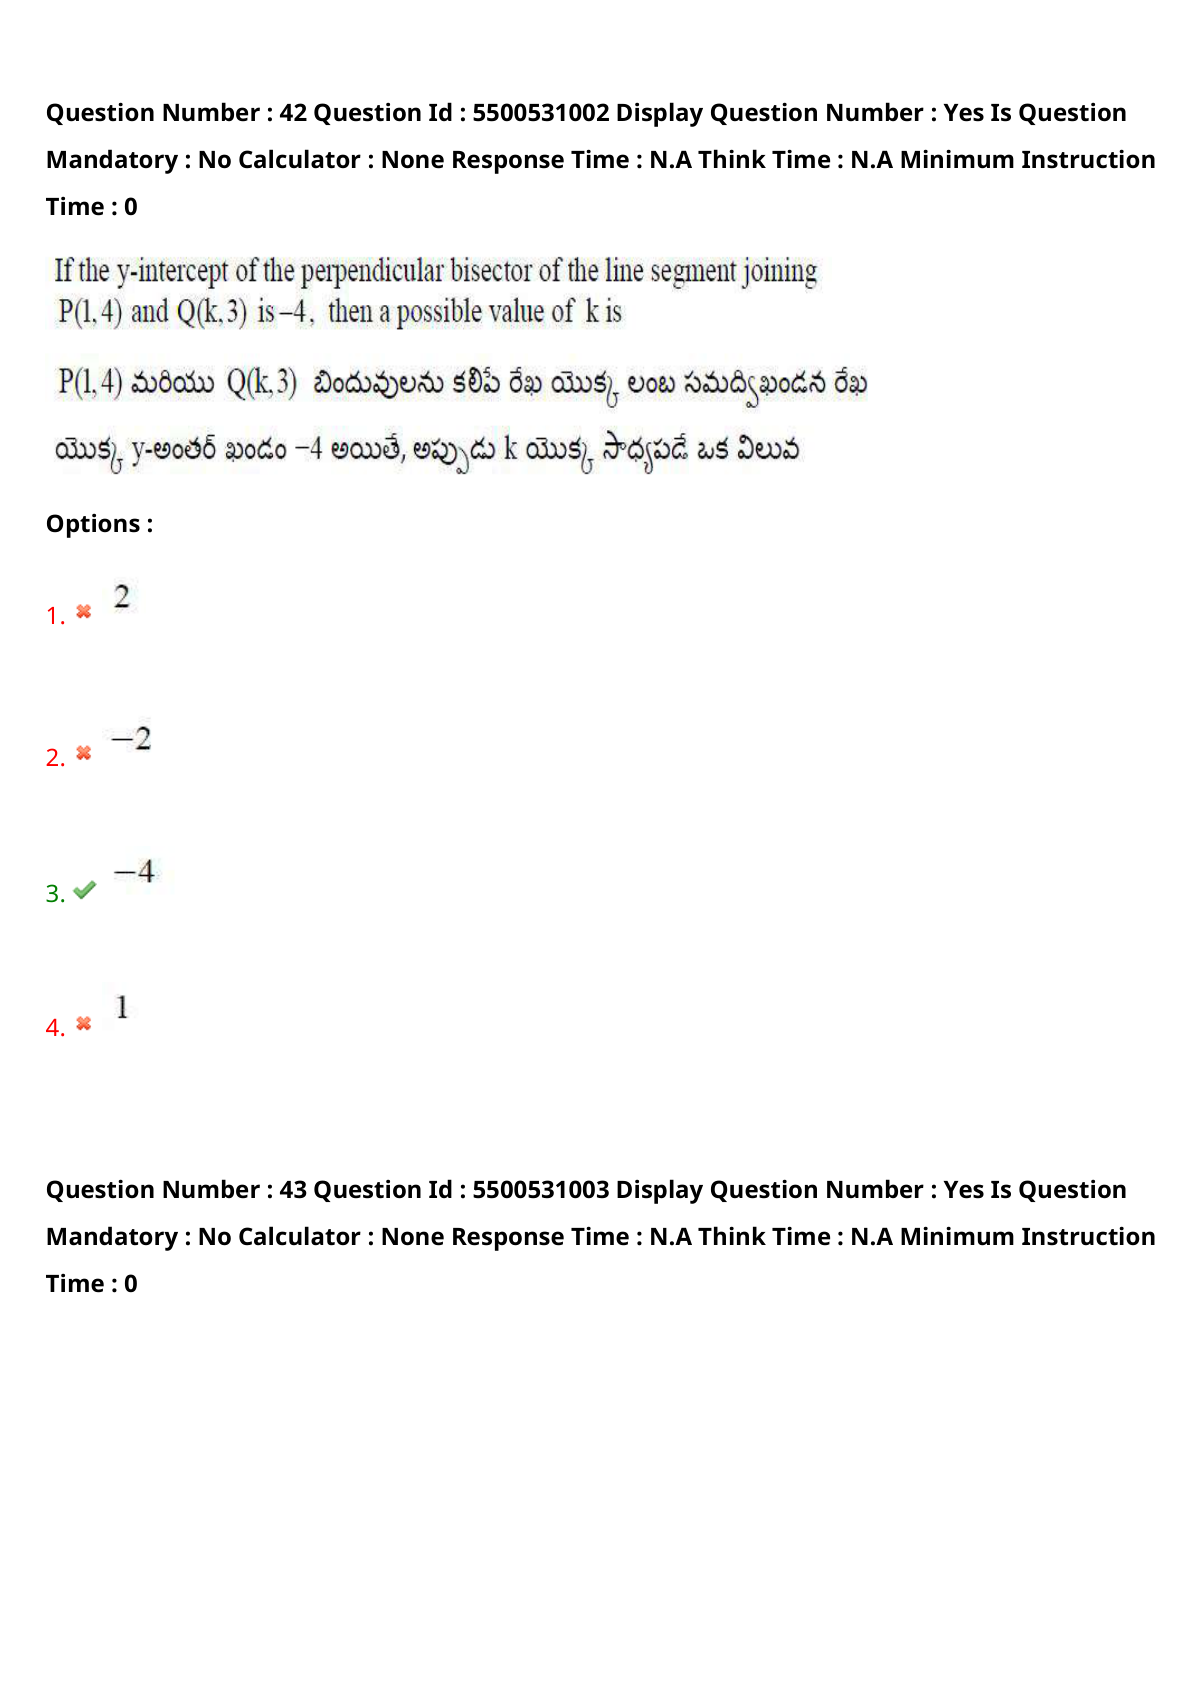 Question Number : 42 Question Id : 5500531002 Display Question Number : Yes Is Question
Mandatory : No Calculator : None Response Time : N.A Think Time : N.A Minimum Instruction
Time : 0
If the y-intercept of the perpendicular bisector of the line segment joining
P(1, 4) and Q(k, 3) is −4, then a possible value of k is
P(1, 4) మరియు Q(k, 3) బిందువులను కలిపే రేఖ యొక్క లంబ సమద్విఖండన రేఖ
యొక్క y-అంతర్ ఖండం −4 అయితే, అప్పుడు k యొక్క సాధ్యపడే ఒక విలువ
Options :
1. 2
2. −2
3. −4
4. 1
Question Number : 43 Question Id : 5500531003 Display Question Number : Yes Is Question
Mandatory : No Calculator : None Response Time : N.A Think Time : N.A Minimum Instruction
Time : 0